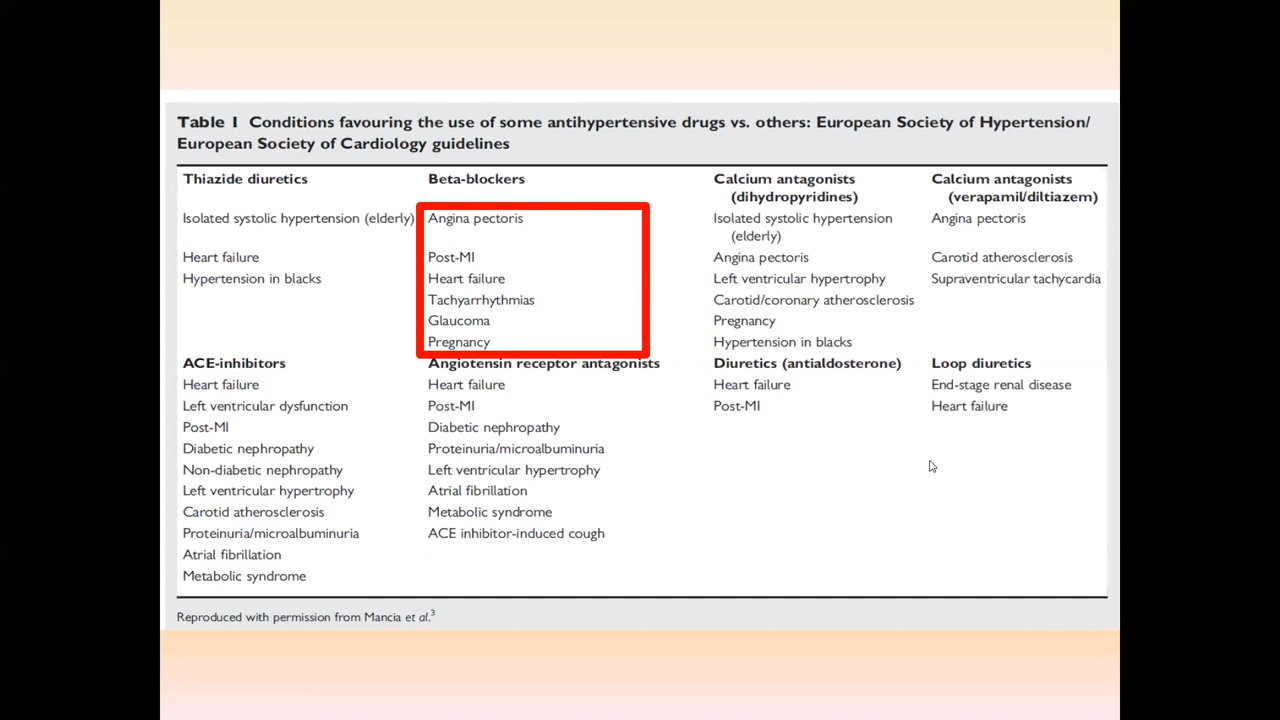 Table 1 Conditions favouring the use of some antihypertensive drugs vs. others: European Society of Hypertension/
European Society of Cardiology guidelines
Thiazide diuretics
Isolated systolic hypertension (elderly)
Heart failure
Hypertension in blacks
Beta-blockers
Angina pectoris
Post-MI
Heart failure
Tachyarrhythmias
Glaucoma
Pregnancy
Calcium antagonists
(dihypropyridines)
Isolated systolic hypertension
(elderly)
Angina pectoris
Left ventricular hypertrophy
Carotid/coronary atherosclerosis
Pregnancy
Hypertension in blacks
Calcium antagonists
(verapamil/diltiazem)
Angina pectoris
Carotid atherosclerosis
Supraventricular tachycardia
ACE-inhibitors
Heart failure
Left ventricular dysfunction
Post-MI
Diabetic nephropathy
Non-diabetic nephropathy
Left ventricular hypertrophy
Carotid atherosclerosis
Proteinuria/microalbuminuria
Atrial fibrillation
Metabolic syndrome
Angiotensin receptor antagonists
Heart failure
Post-MI
Diabetic nephropathy
Proteinuria/microalbuminuria
Left ventricular hypertrophy
Atrial fibrillation
Metabolic syndrome
ACE inhibitor-induced cough
Diuretics (antialdosterone)
Heart failure
Post-MI
Loop diuretics
End-stage renal disease
Heart failure
Reproduced with permission from Mancia et al.3